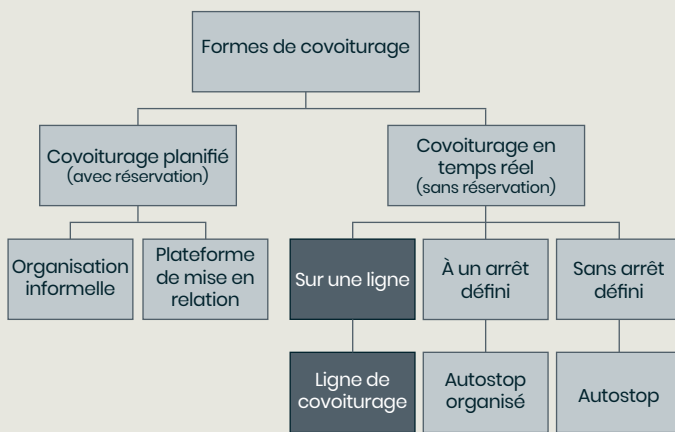 Formes de covoiturage
Covoiturage planifié
(avec réservation)
Covoiturage en
temps réel
(sans réservation)
Organisation
informelle
Plateforme
de mise en
relation
Sur une ligne
À un arrêt
défini
Sans arrêt
défini
Ligne de
covoiturage
Autostop
organisé
Autostop